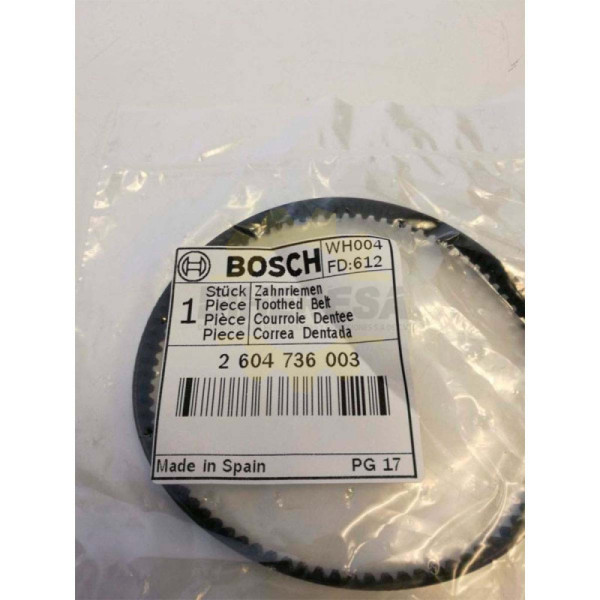 BOSCH
WH004
FD:612
1
Stück Zahnriemen
Piece Toothed Belt
Pièce Courroie Dentee
Piece Correa Dentada
2 604 736 003
Made in Spain PG 17